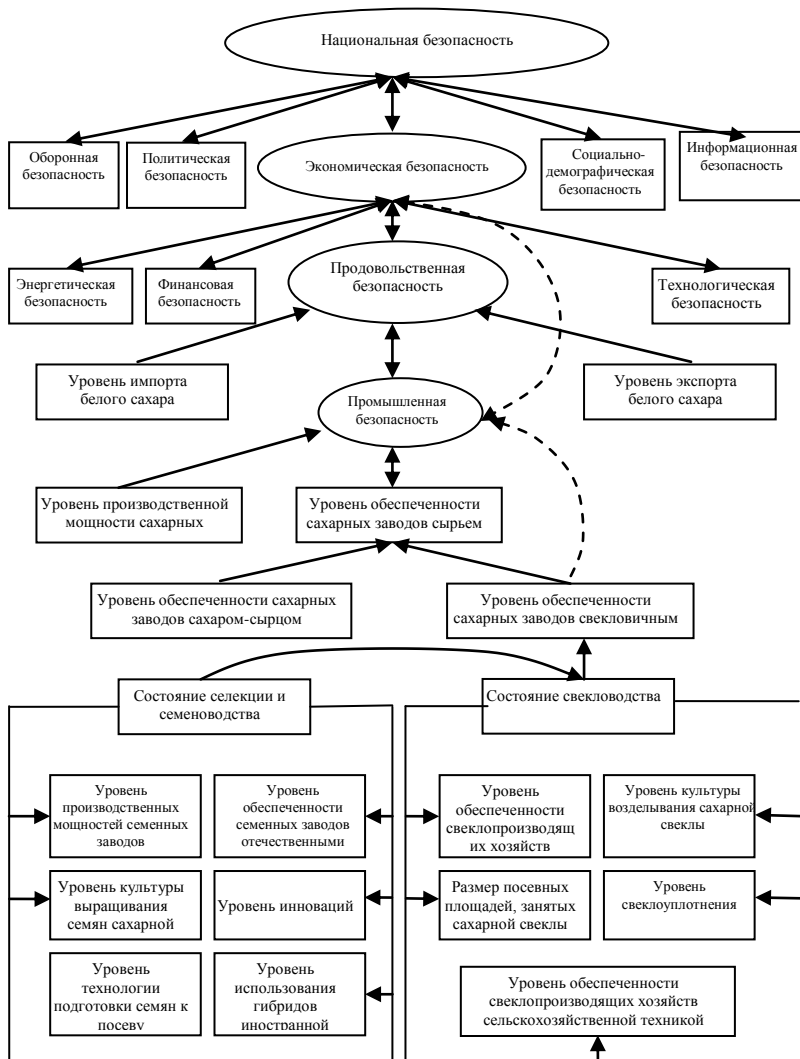 Национальная безопасность
Оборонная
безопасность
Политическая
безопасность
Экономическая безопасность
Социально-
демографическая
безопасность
Информационная
безопасность
Энергетическая
безопасность
Финансовая
безопасность
Продовольственная
безопасность
Технологическая
безопасность
Уровень импорта
белого сахара
Уровень экспорта
белого сахара
Промышленная
безопасность
Уровень производственной
мощности сахарных
Уровень обеспеченности
сахарных заводов сырьем
Уровень обеспеченности сахарных
заводов сахаром-сырцом
Уровень обеспеченности
сахарных заводов свекловичным
Состояние селекции и
семеноводства
Состояние свекловодства
Уровень
производственных
мощностей семенных
заводов
Уровень
обеспеченности
семенных заводов
отечественными
Уровень
обеспеченности
свеклопроизводящ
их хозяйств
Уровень культуры
возделывания сахарной
свеклы
Уровень культуры
выращивания
семян сахарной
Уровень инноваций
Размер посевных
площадей, занятых
сахарной свеклы
Уровень
свеклоуплотнения
Уровень
технологии
подготовки семян к
посеву
Уровень
использования
гибридов
иностранной
Уровень обеспеченности
свеклопроизводящих хозяйств
сельскохозяйственной техникой